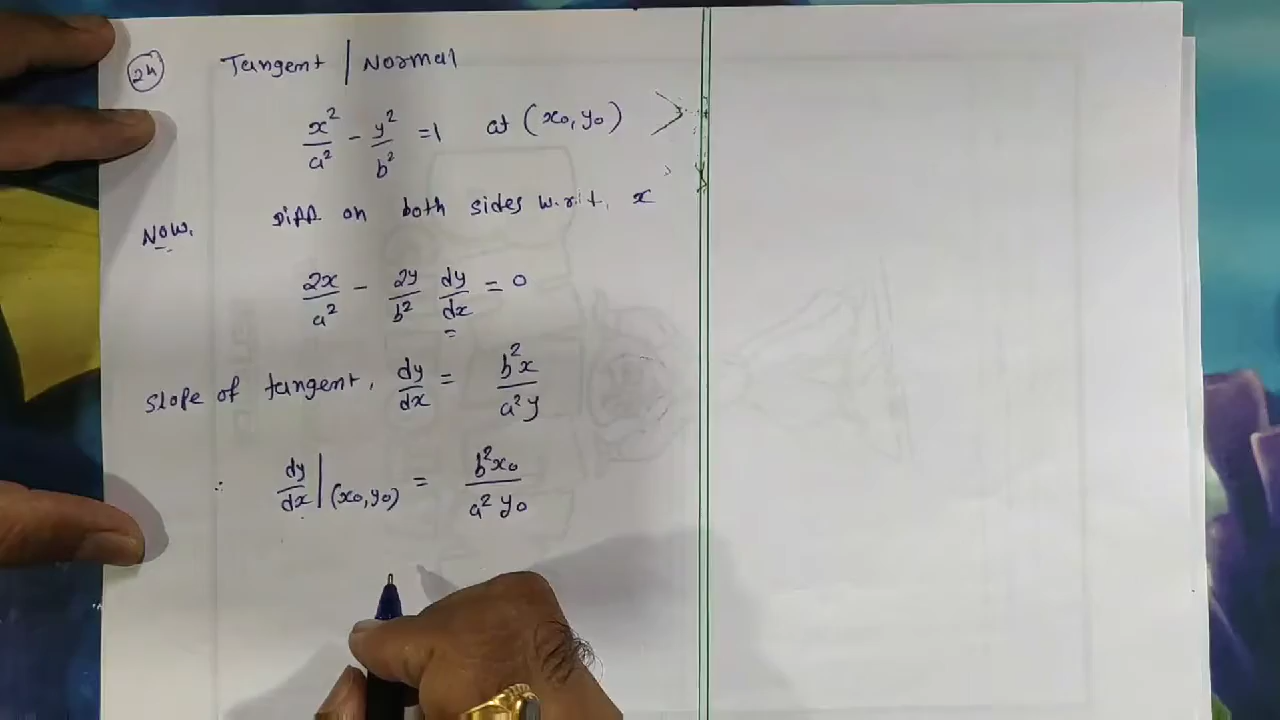 24 Tangent | Normal
x²/a² - y²/b² = 1 at (x₀, y₀)
Now. Diff on both sides w.r.t. x
2x/a² - 2y/b² dy/dx = 0
slope of tangent, dy/dx = b²x/a²y
∴ dy/dx|(x₀,y₀) = b²x₀/a²y₀